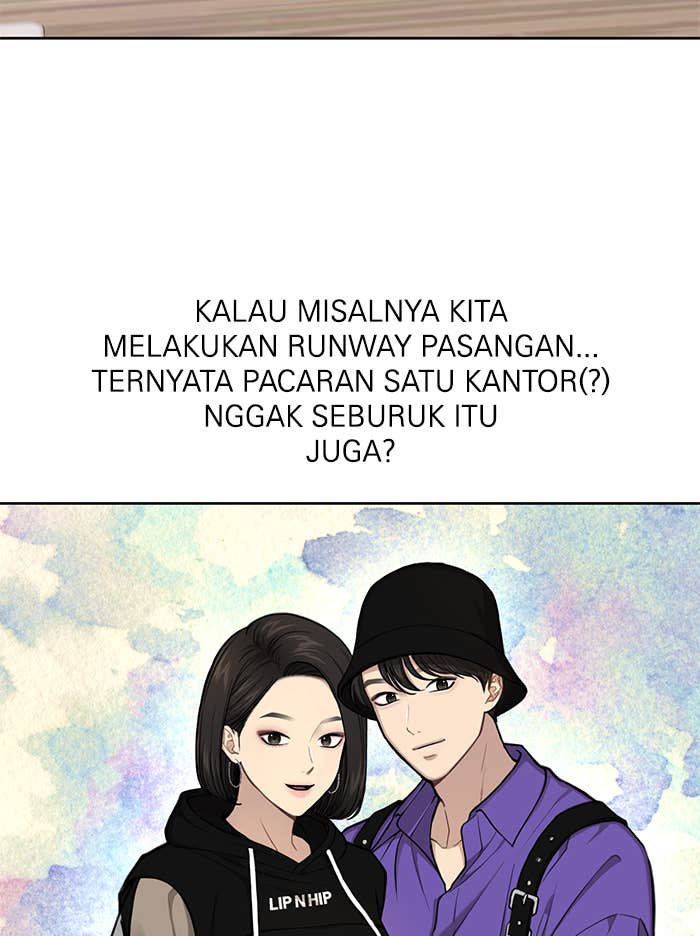 KALAU MISALNYA KITA
MELAKUKAN RUNWAY PASANGAN...
TERNYATA PACARAN SATU KANTOR(?)
NGGAK SEBURUK ITU
JUGA?
LIP N HIP